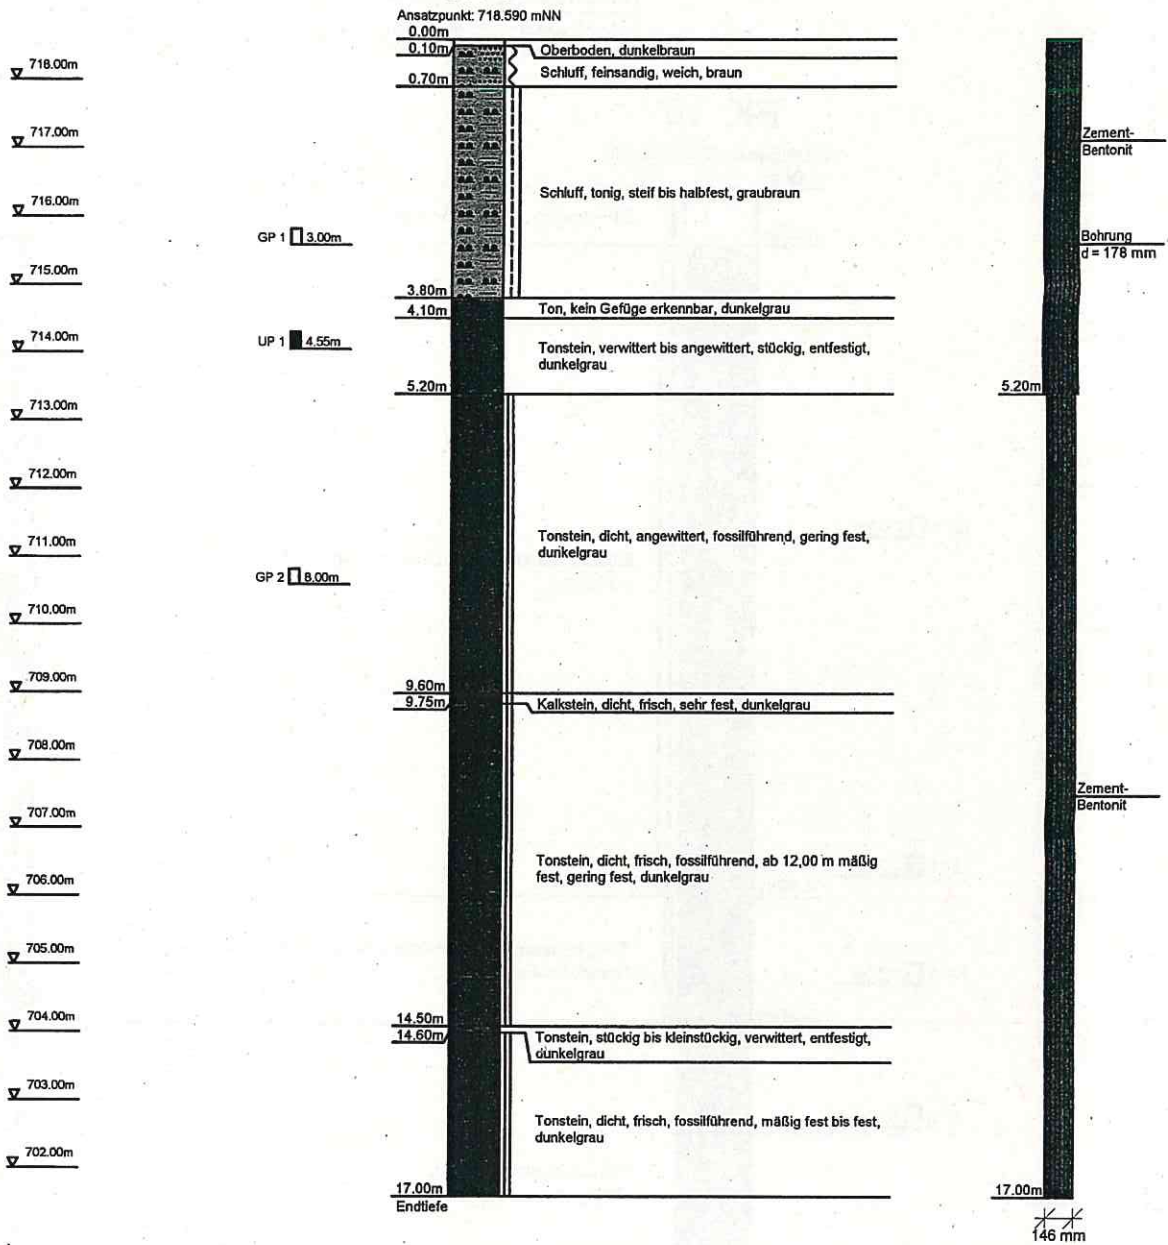 Ansatzpunkt: 718.590 mNN
0.00m
0.10m
Oberboden, dunkelbraun
718.00m
Schluff, feinsandig, weich, braun
0.70m
717.00m
Zement-
Bentonit
716.00m
Schluff, tonig, steif bis halbfest, graubraun
GP 1 3.00m
Bohrung
d = 178 mm
715.00m
3.80m
Ton, kein Gefüge erkennbar, dunkelgrau
4.10m
714.00m
UP 1 4.55m
Tonstein, verwittert bis angewittert, stückig, entfestigt,
dunkelgrau
5.20m
5.20m
713.00m
712.00m
711.00m
Tonstein, dicht, angewittert, fossilführend, gering fest,
dunkelgrau
GP 2 8.00m
710.00m
709.00m
9.60m
9.75m
Kalkstein, dicht, frisch, sehr fest, dunkelgrau
708.00m
Zement-
Bentonit
707.00m
Tonstein, dicht, frisch, fossilführend, ab 12,00 m mäßig
fest, gering fest, dunkelgrau
706.00m
705.00m
704.00m
14.50m
14.60m
Tonstein, stückig bis kleinstückig, verwittert, entfestigt,
dunkelgrau
703.00m
Tonstein, dicht, frisch, fossilführend, mäßig fest bis fest,
dunkelgrau
702.00m
17.00m
17.00m
Endtiefe
146 mm